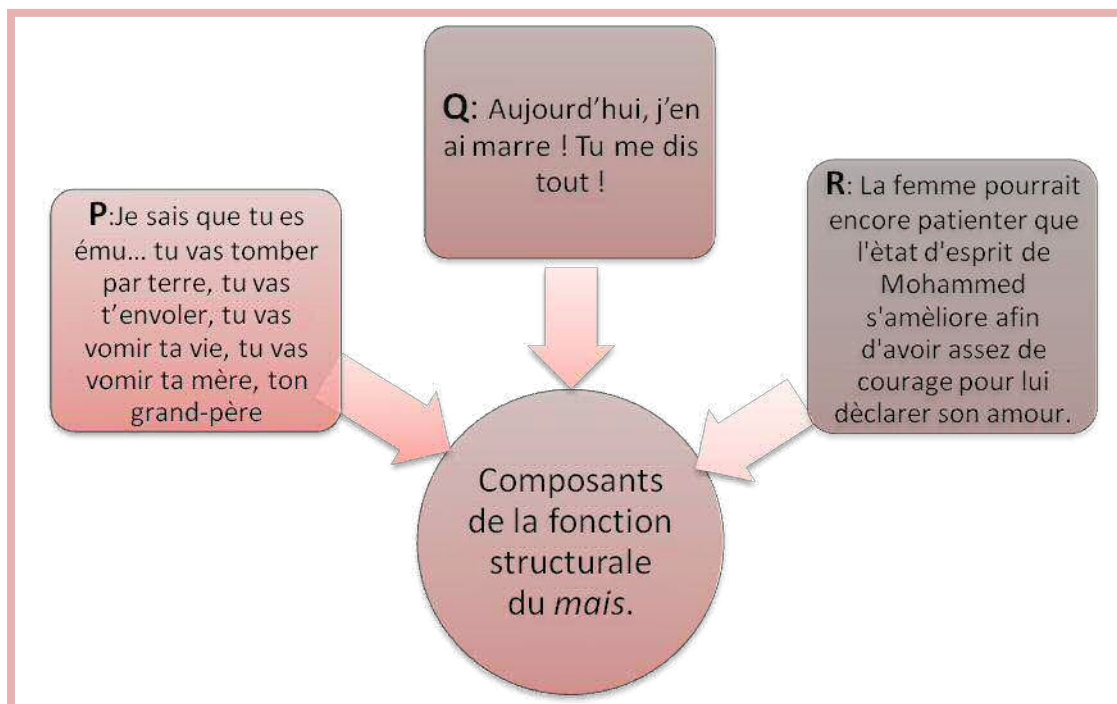 P:Je sais que tu es
ému... tu vas tomber
par terre, tu vas
t’envoler, tu vas
vomir ta vie, tu vas
vomir ta mère, ton
grand-père
Q: Aujourd’hui, j’en
ai marre ! Tu me dis
tout !
R: La femme pourrait
encore patienter que
l'ètat d'esprit de
Mohammed
s'amèliore afin
d'avoir assez de
courage pour lui
dèclarer son amour.
Composants
de la fonction
structurale
du mais.